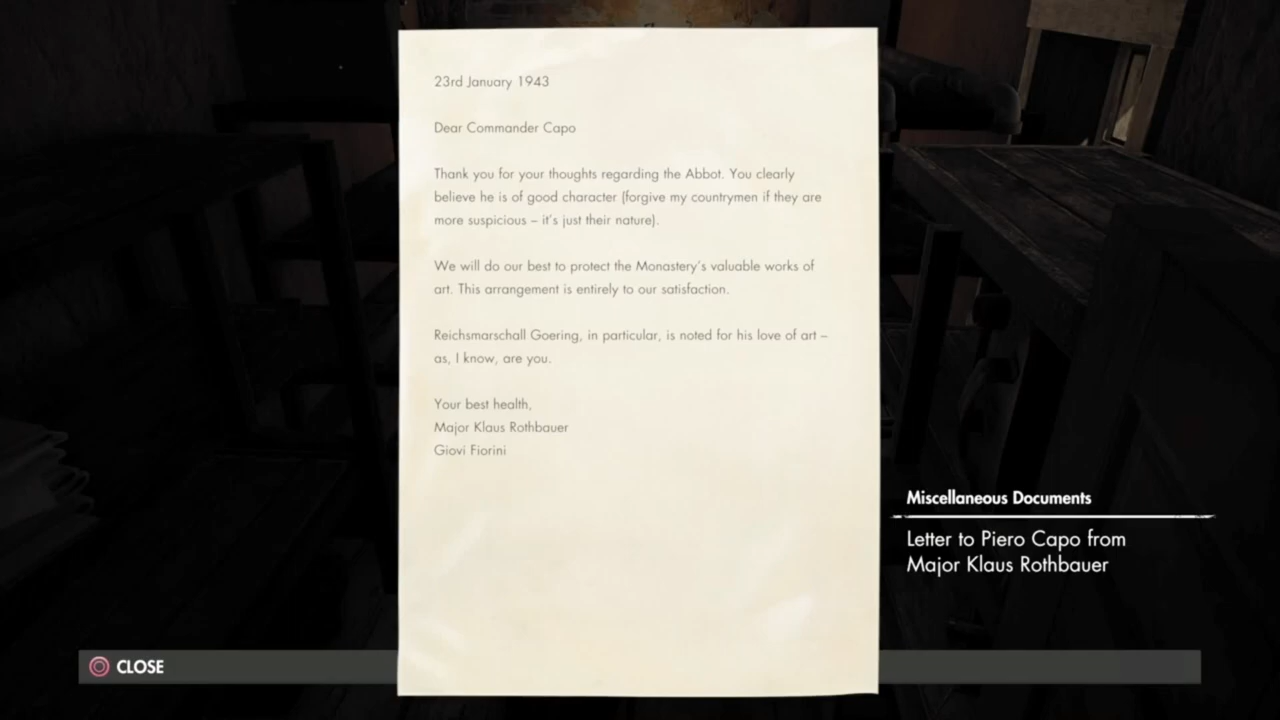 23rd January 1943
Dear Commander Capo
Thank you for your thoughts regarding the Abbot. You clearly
believe he is of good character (forgive my countrymen if they are
more suspicious – it's just their nature).
We will do our best to protect the Monastery's valuable works of
art. This arrangement is entirely to our satisfaction.
Reichsmarschall Goering, in particular, is noted for his love of art –
as, I know, are you.
Your best health,
Major Klaus Rothbauer
Giovi Fiorini
Miscellaneous Documents
Letter to Piero Capo from
Major Klaus Rothbauer
CLOSE